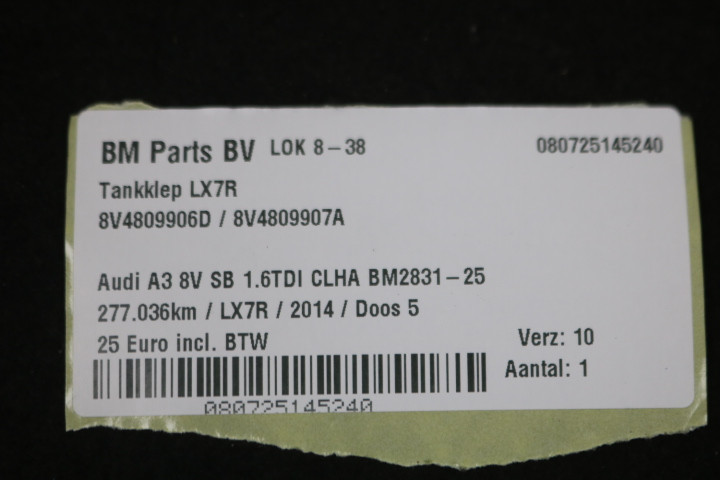 BM Parts BV LOK 8-38 080725145240
Tankklep LX7R
8V4809906D / 8V4809907A
Audi A3 8V SB 1.6TDI CLHA BM2831-25
277.036km / LX7R / 2014 / Doos 5
25 Euro incl. BTW Verz: 10
Aantal: 1
080725145240